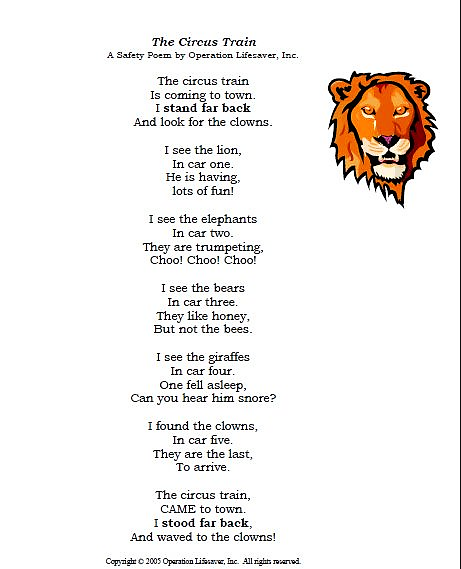 The Circus Train
A Safety Poem by Operation Lifesaver, Inc.
The circus train
Is coming to town.
I stand far back
And look for the clowns.
I see the lion,
In car one.
He is having,
lots of fun!
I see the elephants
In car two.
They are trumpeting,
Choo! Choo! Choo!
I see the bears
In car three.
They like honey,
But not the bees.
I see the giraffes
In car four.
One fell asleep,
Can you hear him snore?
I found the clowns,
In car five.
They are the last,
To arrive.
The circus train,
CAME to town.
I stood far back,
And waved to the clowns!
Copyright © 2005 Operation Lifesaver, Inc. All rights reserved.